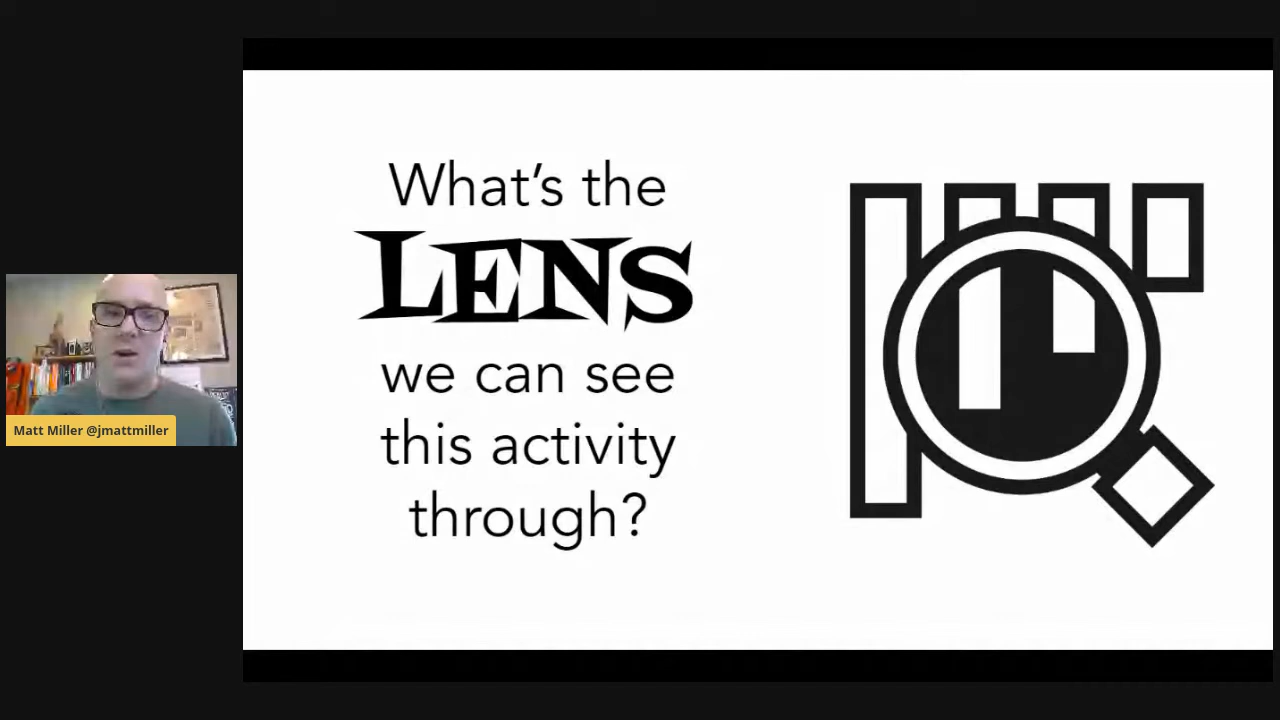 What's the
LENS
we can see
this activity
through?
Matt Miller @jmattmiller